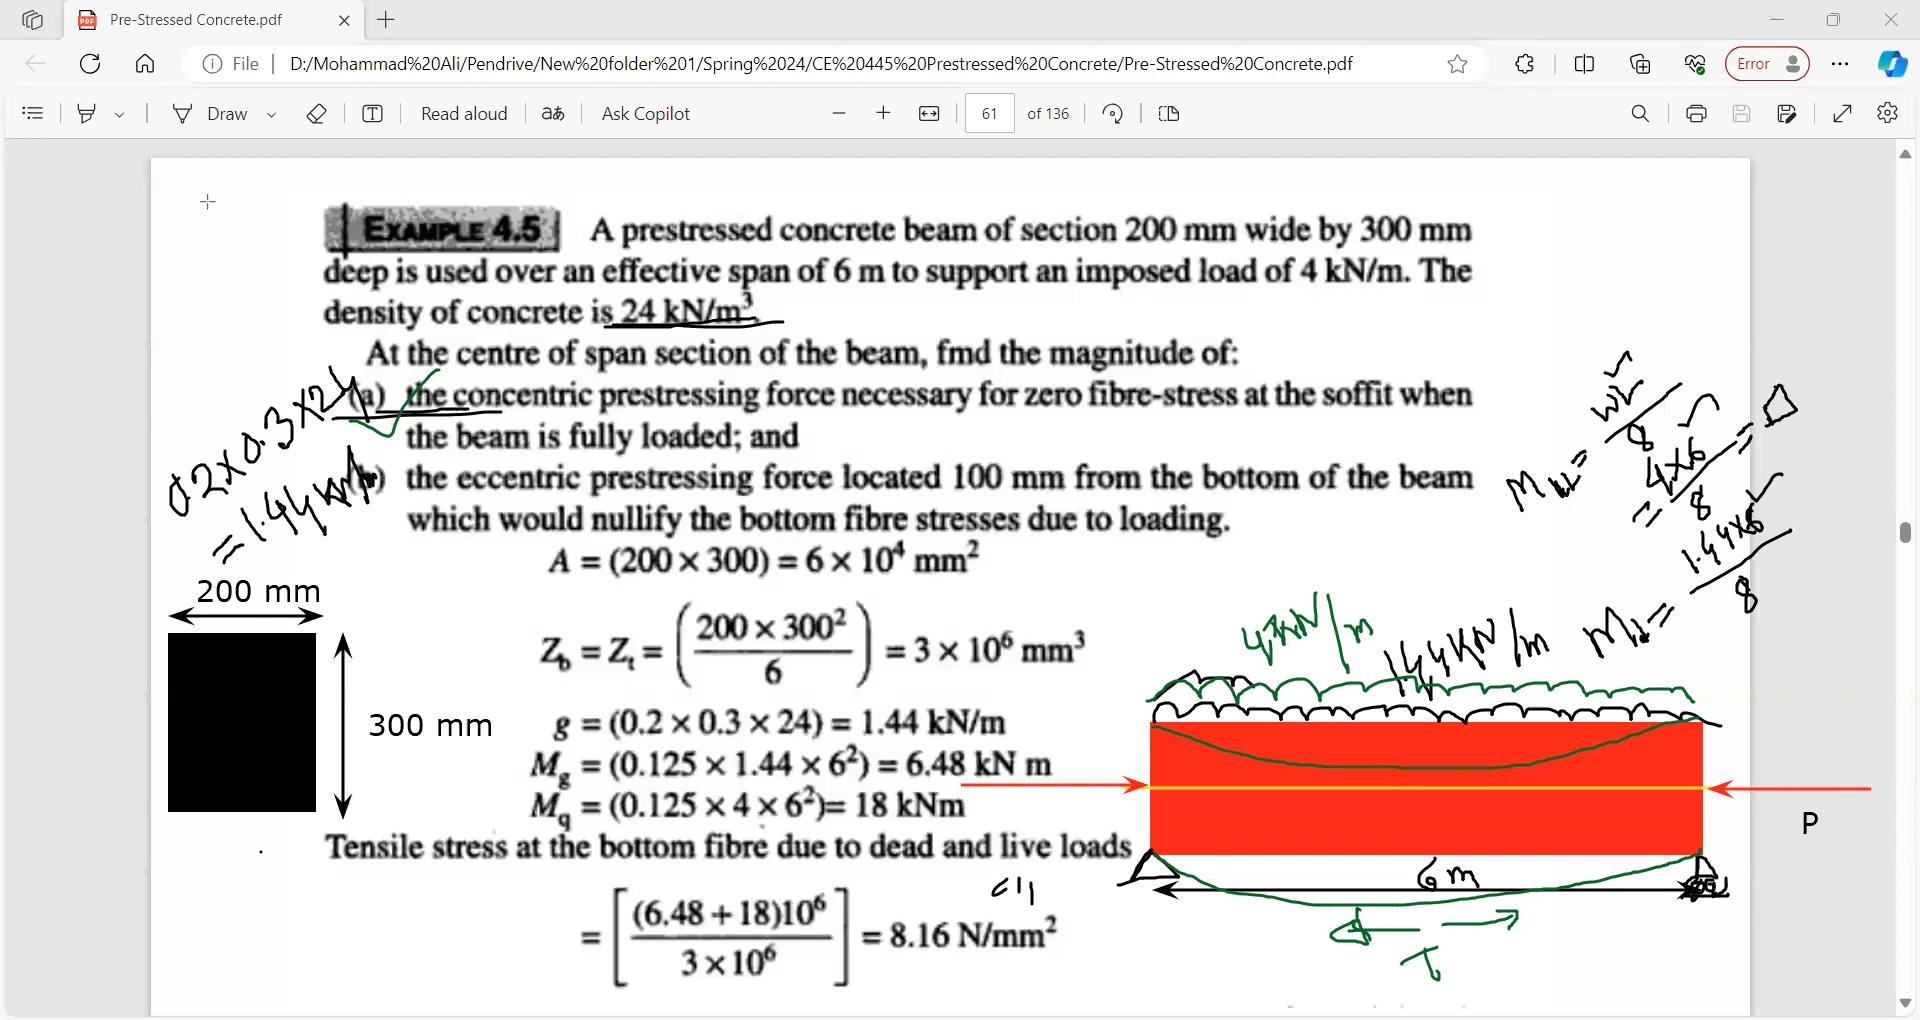 Pre-Stressed Concrete.pdf
File
D:/Mohammad%20Ali/Pendrive/New%20folder%201/Spring%2024/CE%20445%20Prestressed%20Concrete/Pre-Stressed%20Concrete.pdf
Error
Draw
Read aloud
aあ
Ask Copilot
61 of 136
EXAMPLE 4.5 A prestressed concrete beam of section 200 mm wide by 300 mm
deep is used over an effective span of 6 m to support an imposed load of 4 kN/m. The
density of concrete is 24 kN/m³.
At the centre of span section of the beam, fmd the magnitude of:
(a) the concentric prestressing force necessary for zero fibre-stress at the soffit when
the beam is fully loaded; and
(b) the eccentric prestressing force located 100 mm from the bottom of the beam
which would nullify the bottom fibre stresses due to loading.
0.2×0.3×24
=1.44 kN/m
A = (200 × 300) = 6 × 10⁴ mm²
200 mm
300 mm
Z_b = Z_t = (200 × 300² / 6) = 3 × 10⁶ mm³
g = (0.2 × 0.3 × 24) = 1.44 kN/m
M_g = (0.125 × 1.44 × 6²) = 6.48 kN m
M_q = (0.125 × 4 × 6²)= 18 kNm
Tensile stress at the bottom fibre due to dead and live loads
= [(6.48 + 18)10⁶ / 3 × 10⁶] = 8.16 N/mm²
= 4×6 / 8 =
1.44×6 / 8
4kN/m
1.44kN/m
P
6m
T